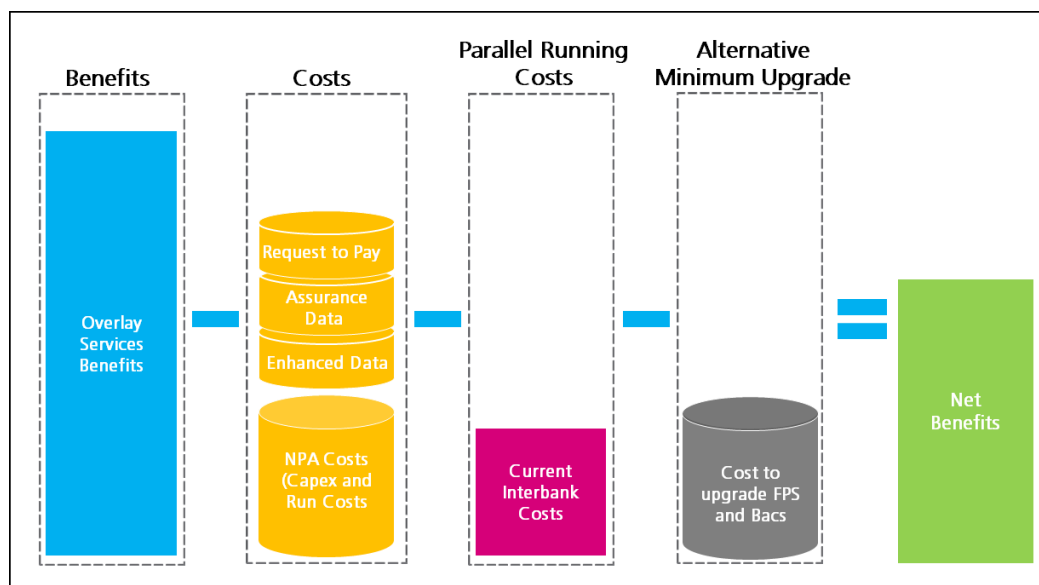 Benefits
Costs
Parallel Running
Costs
Alternative
Minimum Upgrade
Overlay
Services
Benefits
Request to Pay
Assurance
Data
Enhanced Data
NPA Costs
(Capex and
Run Costs
Current
Interbank
Costs
Cost to
upgrade FPS
and Bacs
Net
Benefits